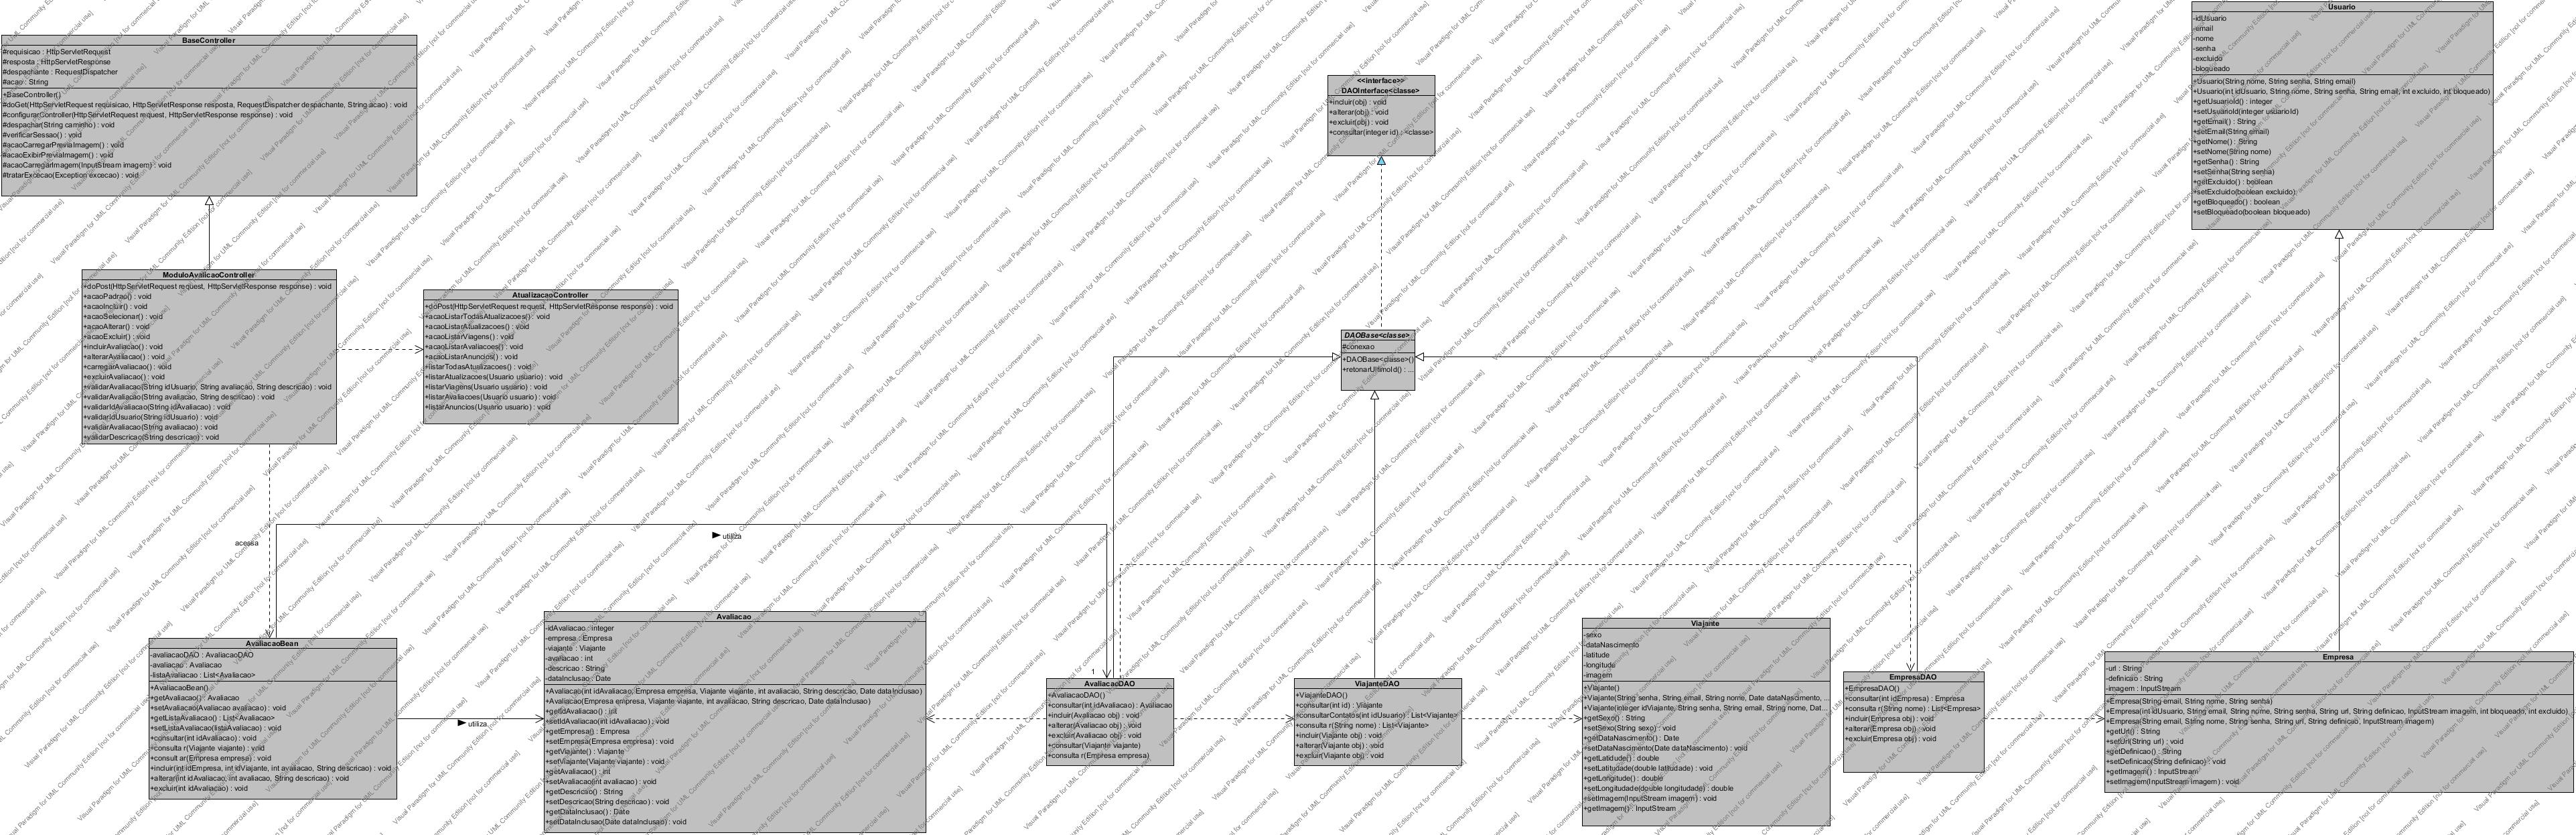 BaseController
#requisicao : HttpServletRequest
#resposta : HttpServletResponse
#despachante : RequestDispatcher
#acao : String
+BaseController()
#doGet(HttpServletRequest requisicao, HttpServletResponse resposta, RequestDispatcher despachante, String acao) : void
#configurarController(HttpServletRequest request, HttpServletResponse response) : void
#despachar(String caminho) : void
#verificarSessao() : void
#acaoCarregarPreviaImagem() : void
#acaoExibirPreviaImagem() : void
#acaoCarregarImagem(InputStream imagem) : void
#tratarExcecao(Exception excecao) : void
ModuloAvalicaoController
+doPost(HttpServletRequest request, HttpServletResponse response) : void
+acaoPadrao() : void
+acaoIncluir() : void
+acaoSelecionar() : void
+acaoAlterar() : void
+acaoExcluir() : void
+incluirAvaliacao() : void
+alterarAvaliacao() : void
+carregarAvaliacao() : void
+excluirAvaliacao() : void
+validarAvaliacao(String idUsuario, String avaliacao, String descricao) : void
+validarAvaliacao(String avaliacao, String descricao) : void
+validarIdAvaliacao(String idAvaliacao) : void
+validarIdUsuario(String idUsuario) : void
+validarAvaliacao(String avaliacao) : void
+validarDescricao(String descricao) : void
AtualizacaoController
+doPost(HttpServletRequest request, HttpServletResponse response) : void
+acaoListarTodasAtualizacoes() : void
+acaoListarAtualizacoes() : void
+acaoListarViagens() : void
+acaoListarAvaliacoes() : void
+acaoListarAnuncios() : void
+listarTodasAtualizacoes() : void
+listarAtualizacoes(Usuario usuario) : void
+listarViagens(Usuario usuario) : void
+listarAvaliacoes(Usuario usuario) : void
+listarAnuncios(Usuario usuario) : void
<<interface>>
DAOInterface<classe>
+incluir(obj) : void
+alterar(obj) : void
+excluir(obj) : void
+consultar(integer id) : <classe>
DAOBase<classe>
#conexao
+DAOBase<classe>()
+retonarUltimoId() : ...
Usuario
-idUsuario
-email
-nome
-senha
-excluido
-bloqueado
+Usuario(String nome, String senha, String email)
+Usuario(int idUsuario, String nome, String senha, String email, int excluido, int bloqueado)
+getUsuarioId() : integer
+setUsuarioId(integer usuarioId)
+getEmail() : String
+setEmail(String email)
+getNome() : String
+setNome(String nome)
+getSenha() : String
+setSenha(String senha)
+getExcluido() : boolean
+setExcluido(boolean excluido)
+getBloqueado() : boolean
+setBloqueado(boolean bloqueado)
acessa
utiliza
1
AvaliacaoBean
-avaliacaoDAO : AvaliacaoDAO
-avaliacao : Avaliacao
-listaAvaliacao : List<Avaliacao>
+AvaliacaoBean()
+getAvaliacao() : Avaliacao
+setAvaliacao(Avaliacao avaliacao) : void
+getListaAvaliacao() : List<Avaliacao>
+setListaAvaliacao(listaAvaliacao) : void
+consultar(int idAvaliacao) : void
+consulta r(Viajante viajante) : void
+consult ar(Empresa empresa) : void
+incluir(int idEmpresa, int idViajante, int avaliacao, String descricao) : void
+alterar(int idAvaliacao, int avaliacao, String descricao) : void
+excluir(int idAvaliacao) : void
utiliza
Avaliacao
-idAvaliacao : integer
-empresa : Empresa
-viajante : Viajante
-avaliacao : int
-descricao : String
-dataInclusao : Date
+Avaliacao(int idAvaliacao, Empresa empresa, Viajante viajante, int avaliacao, String descricao, Date dataInclusao)
+Avaliacao(Empresa empresa, Viajante viajante, int avaliacao, String descricao, Date dataInclusao)
+getIdAvaliacao() : int
+setIdAvaliacao(int idAvaliacao) : void
+getEmpresa() : Empresa
+setEmpresa(Empresa empresa) : void
+getViajante() : Viajante
+setViajante(Viajante viajante) : void
+getAvaliacao() : int
+setAvaliacao(int avaliacao) : void
+getDescricao() : String
+setDescricao(String descricao) : void
+getDataInclusao() : Date
+setDataInclusao(Date dataInclusao) : void
AvaliacaoDAO
+AvaliacaoDAO()
+consultar(int idAvaliacao) : Avaliacao
+incluir(Avaliacao obj) : void
+alterar(Avaliacao obj) : void
+excluir(Avaliacao obj) : void
+consultar(Viajante viajante)
+consulta r(Empresa empresa)
ViajanteDAO
+ViajanteDAO()
+consultar(int id) : Viajante
+consultarContatos(int idUsuario) : List<Viajante>
+consulta r(String nome) : List<Viajante>
+incluir(Viajante obj) : void
+alterar(Viajante obj) : void
+excluir(Viajante obj) : void
Viajante
-sexo
-dataNascimento
-latitude
-longitude
-imagem
+Viajante()
+Viajante(String senha, String email, String nome, Date dataNascimento, ...
+Viajante(integer idViajante, String senha, String email, String nome, Dat...
+getSexo() : String
+setSexo(String sexo) : void
+getDataNascimento() : Date
+setDataNascimento(Date dataNascimento) : void
+getLatidude() : double
+setLatitudade(double latitudade) : void
+getLongitude() : double
+setLongitudade(double longitudade) : double
+setImagem(InputStream imagem) : void
+getImagem() : InputStream
EmpresaDAO
+EmpresaDAO()
+consultar(int idEmpresa) : Empresa
+consulta r(String nome) : List<Empresa>
+incluir(Empresa obj) : void
+alterar(Empresa obj) : void
+excluir(Empresa obj) : void
Empresa
-url : String
-definicao : String
-imagem : InputStream
+Empresa(String email, String nome, String senha)
+Empresa(int idUsuario, String email, String nome, String senha, String url, String definicao, InputStream imagem, int bloqueado, int excluido)
+Empresa(String email, String nome, String senha, String url, String definicao, InputStream imagem)
+getUrl() : String
+setUrl(String url) : void
+getDefinicao() : String
+setDefinicao(String definicao) : void
+getImagem() : InputStream
+setImagem(InputStream imagem) : void
Visual Paradigm for UML Community Edition [not for commercial use]